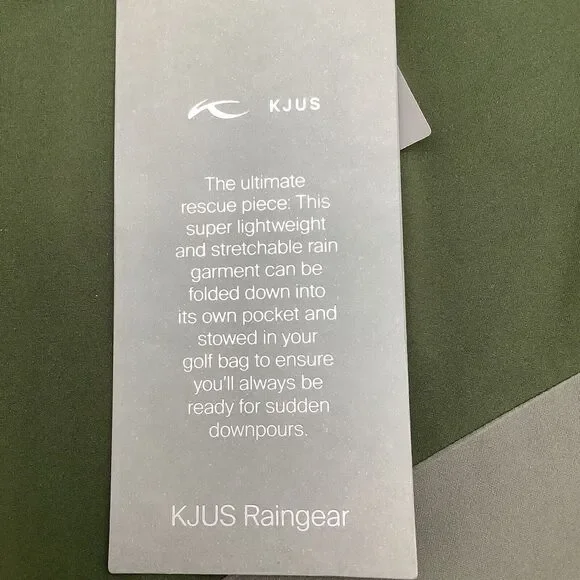 KJUS
The ultimate
rescue piece: This
super lightweight
and stretchable rain
garment can be
folded down into
its own pocket and
stowed in your
golf bag to ensure
you'll always be
ready for sudden
downpours.
KJUS Raingear